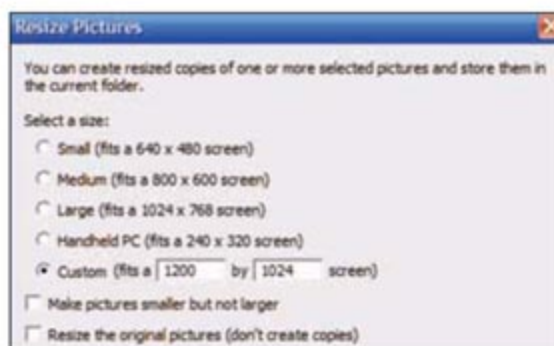 Resize Pictures
You can create resized copies of one or more selected pictures and store them in
the current folder.
Select a size:
Small (fits a 640 x 480 screen)
Medium (fits a 800 x 600 screen)
Large (fits a 1024 x 768 screen)
Handheld PC (fits a 240 x 320 screen)
Custom (fits a 1200 by 1024 screen)
Make pictures smaller but not larger
Resize the original pictures (don't create copies)